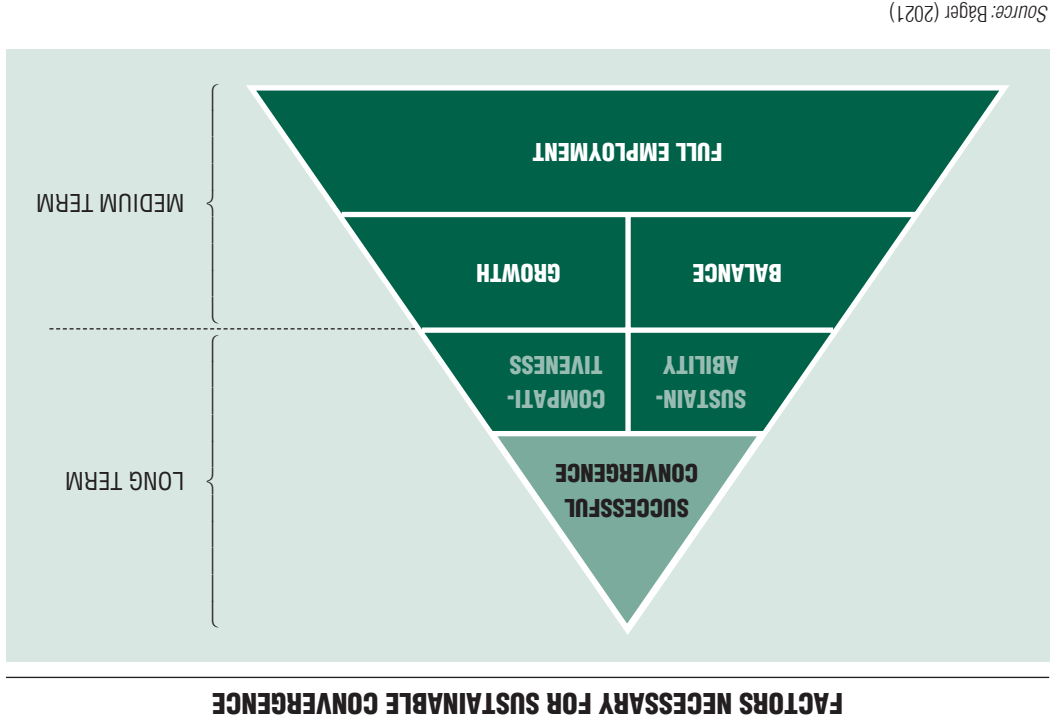 FACTORS NECESSARY FOR SUSTAINABLE CONVERGENCE
SUCCESSFUL
CONVERGENCE
LONG TERM
SUSTAIN-
ABILITY
COMPATI-
TIVENESS
BALANCE
GROWTH
MEDIUM TERM
FULL EMPLOYMENT
Source: Báger (2021)